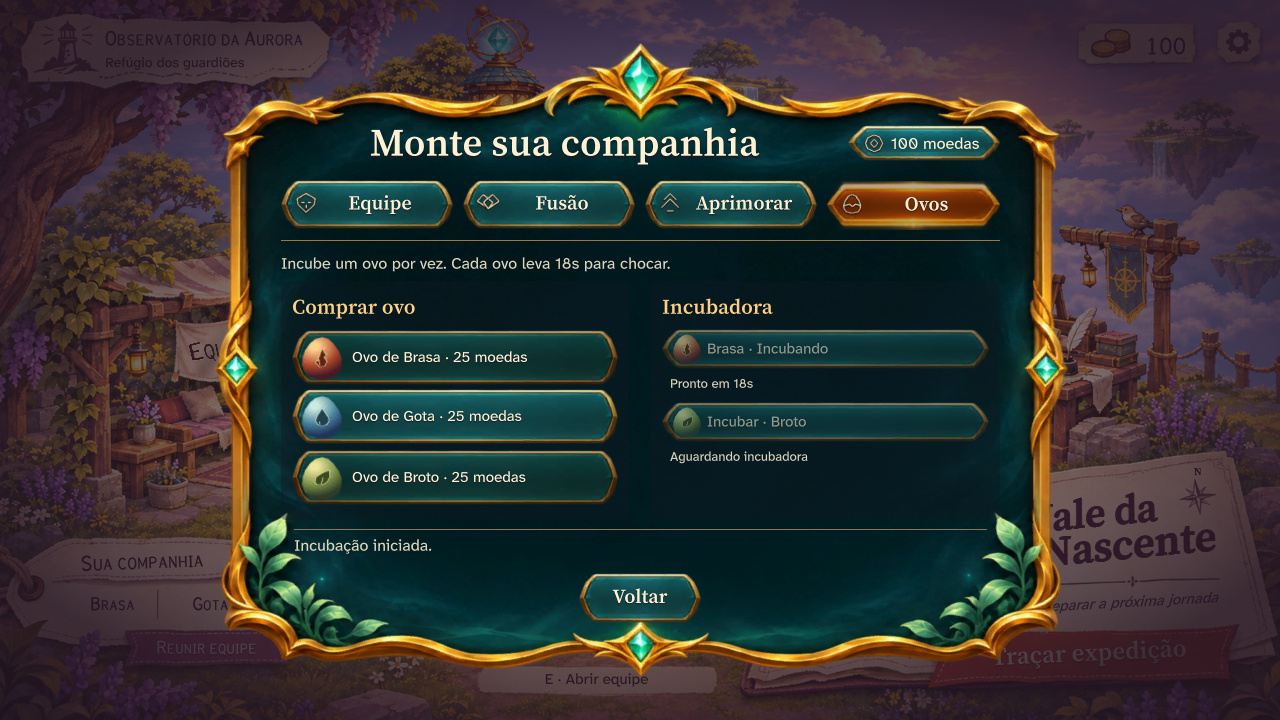 OBSERVATÓRIO DA AURORA
Refúgio dos guardiões
100
Monte sua companhia
100 moedas
Equipe
Fusão
Aprimorar
Ovos
Incube um ovo por vez. Cada ovo leva 18s para chocar.
Comprar ovo
Ovo de Brasa · 25 moedas
Ovo de Gota · 25 moedas
Ovo de Broto · 25 moedas
Incubadora
Brasa · Incubando
Pronto em 18s
Incubar · Broto
Aguardando incubadora
Incubação iniciada.
Voltar
EQU
SUA COMPANHIA
BRASA
GOTA
REUNIR EQUIPE
N
ale da
Nascente
eparar a próxima jornada
Traçar expedição
E · Abrir equipe